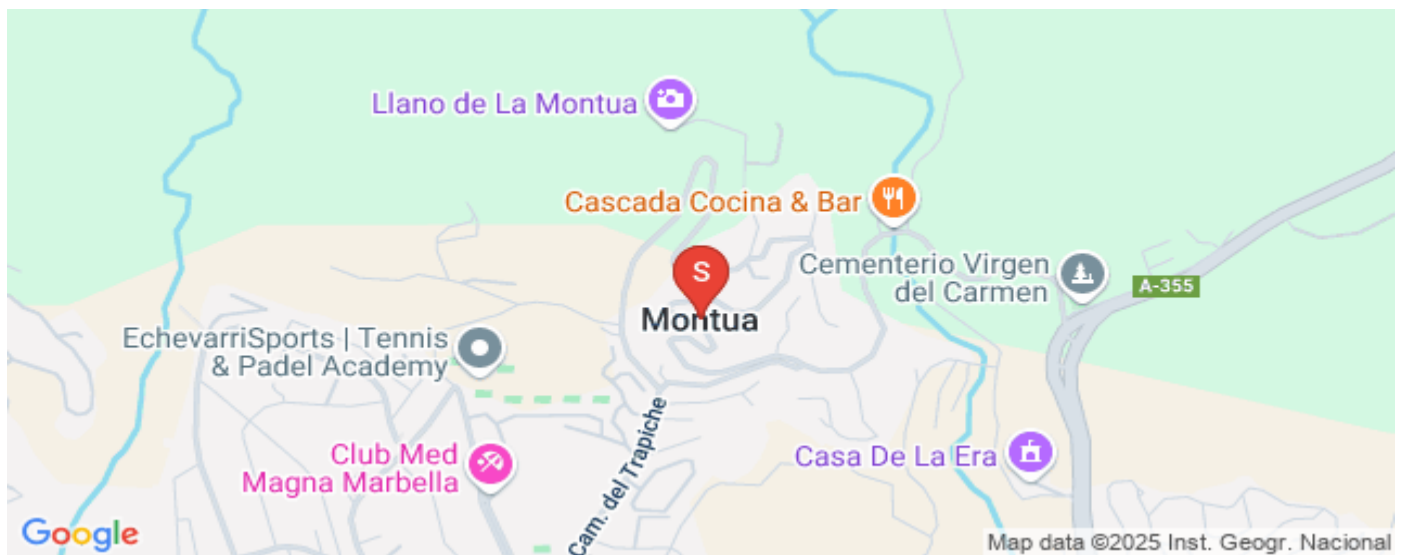 Llano de La Montua
Cascada Cocina & Bar
S
Cementerio Virgen
del Carmen
A-355
Montua
EchevarriSports | Tennis
& Padel Academy
Cam. del Trapiche
Club Med
Magna Marbella
Casa De La Era
Google
Map data ©2025 Inst. Geogr. Nacional